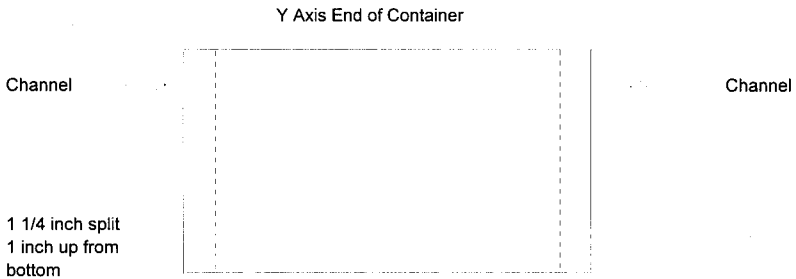 Y Axis End of Container
Channel
Channel
1 1/4 inch split
1 inch up from
bottom